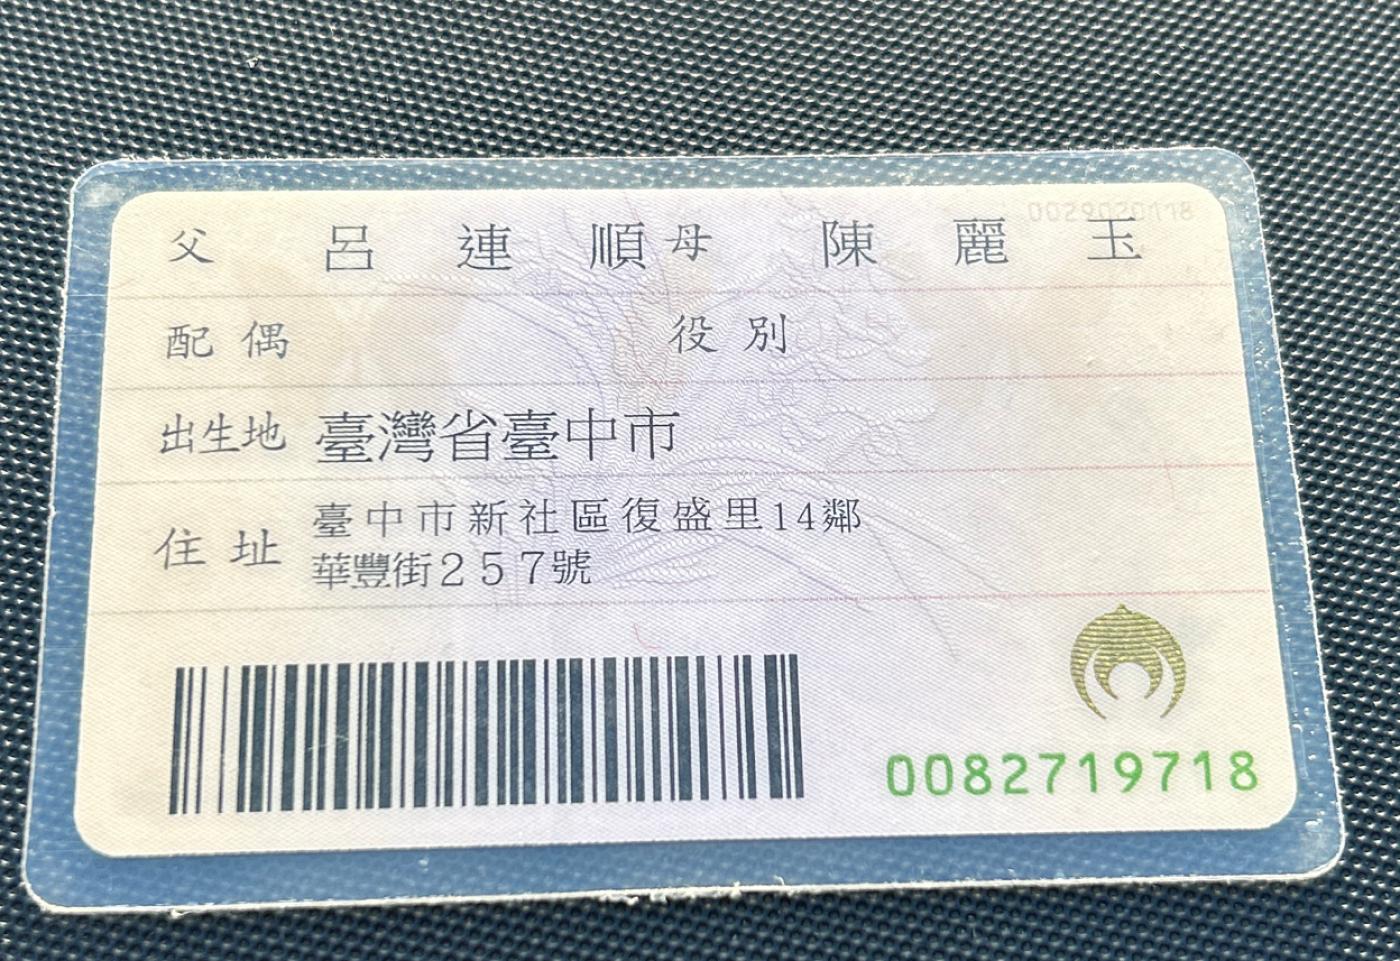 0029020118
父 呂連順 母 陳麗玉
配偶 役別
出生地 臺灣省臺中市
住址 臺中市新社區復盛里14鄰
華豐街257號
0082719718